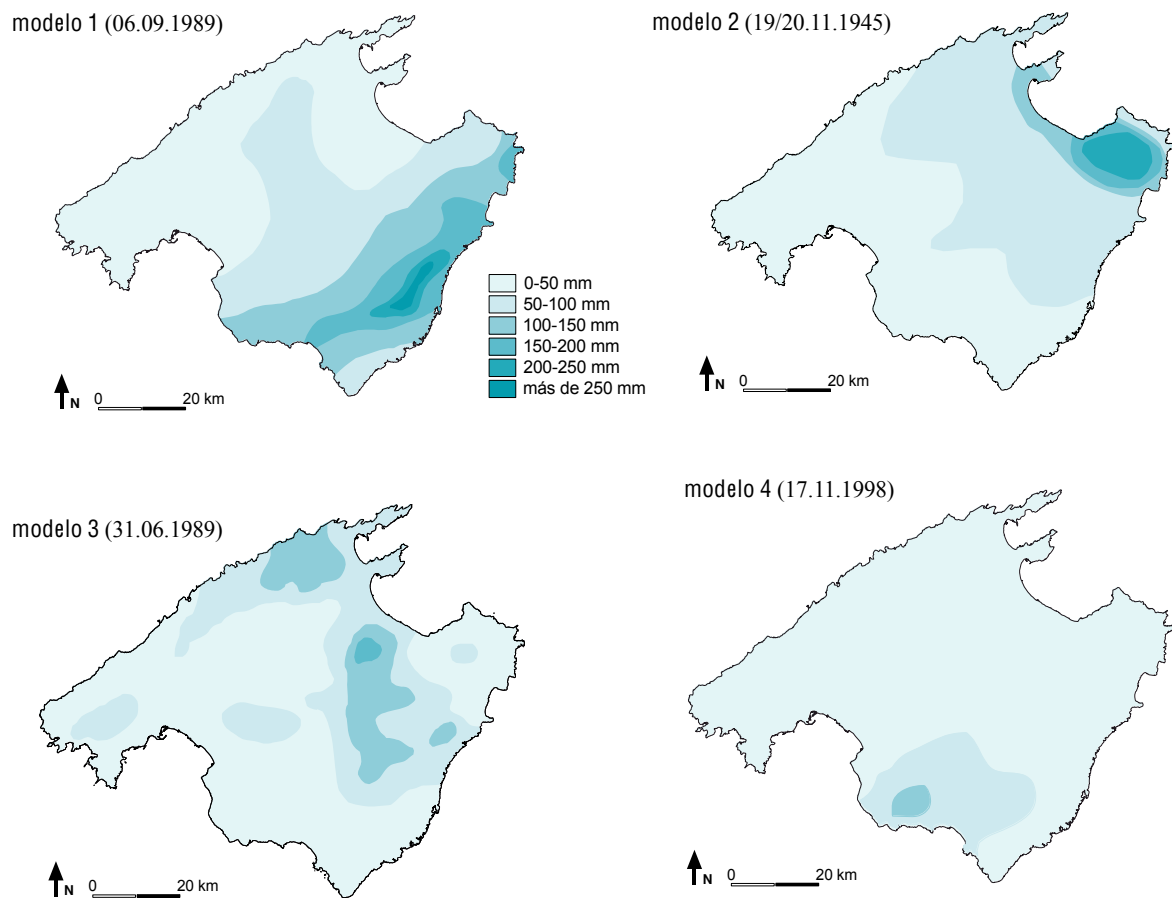 modelo 1 (06.09.1989)
modelo 2 (19/20.11.1945)
0-50 mm
50-100 mm
100-150 mm
150-200 mm
200-250 mm
más de 250 mm
N
0 20 km
N
0 20 km
modelo 3 (31.06.1989)
modelo 4 (17.11.1998)
N
0 20 km
N
0 20 km